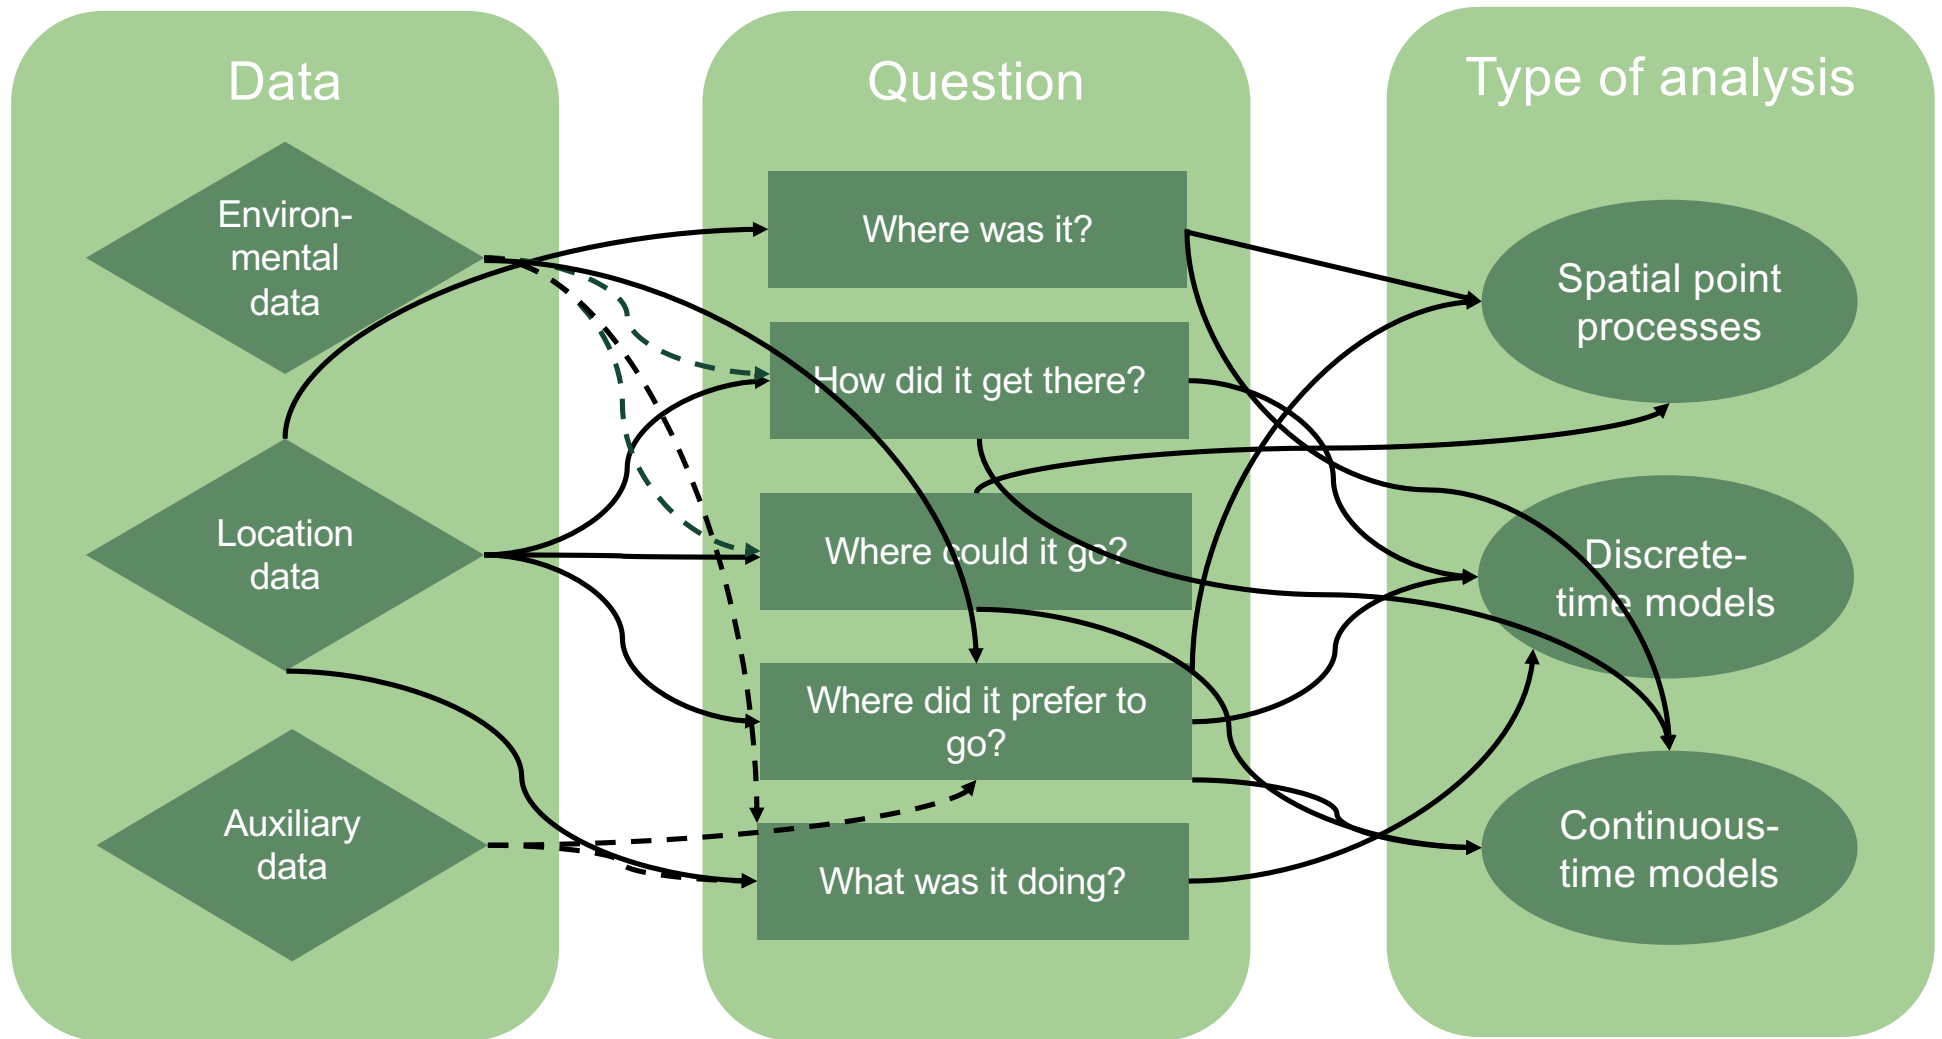 Data
Environ-
mental
data
Location
data
Auxiliary
data
Question
Where was it?
How did it get there?
Where could it go?
Where did it prefer to
go?
What was it doing?
Type of analysis
Spatial point
processes
Discrete-
time models
Continuous-
time models